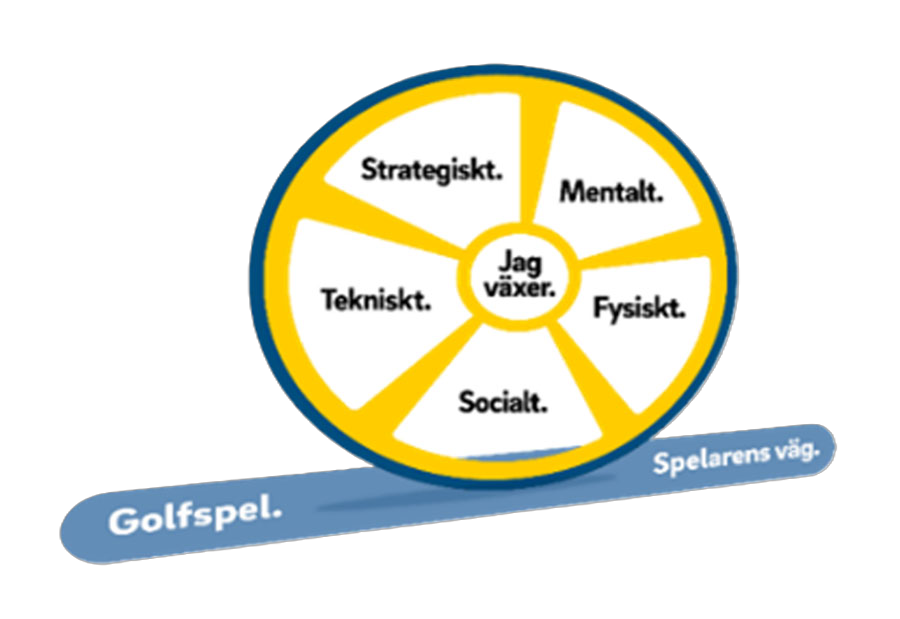 Strategiskt.
Mentalt.
Jag
växer.
Tekniskt.
Fysiskt.
Socialt.
Spelarens väg.
Golfspel.